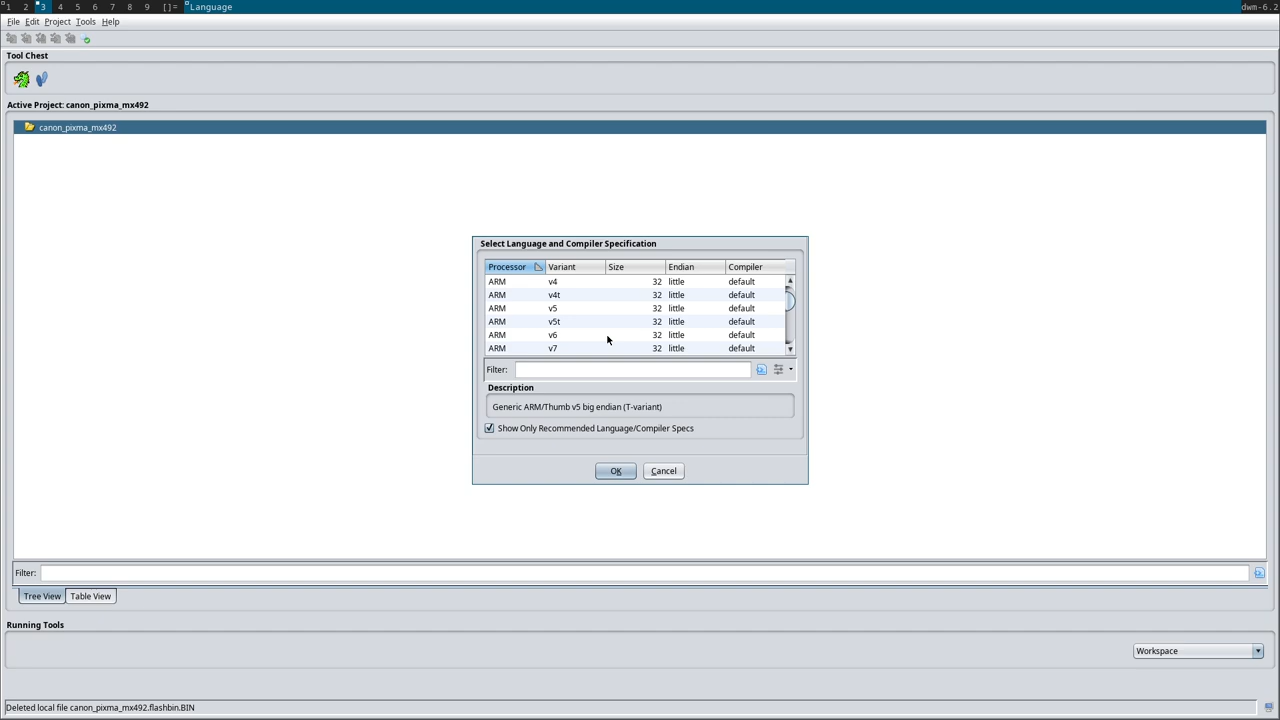 1 2 3 4 5 6 7 8 9 []= Language dwm-6.2
File Edit Project Tools Help
Tool Chest
Active Project: canon_pixma_mx492
canon_pixma_mx492
Select Language and Compiler Specification
Processor Variant Size Endian Compiler
ARM v4 32 little default
ARM v4t 32 little default
ARM v5 32 little default
ARM v5t 32 little default
ARM v6 32 little default
ARM v7 32 little default
Filter:
Description
Generic ARM/Thumb v5 big endian (T-variant)
Show Only Recommended Language/Compiler Specs
OK Cancel
Filter:
Tree View Table View
Running Tools
Workspace
Deleted local file canon_pixma_mx492.flashbin.BIN